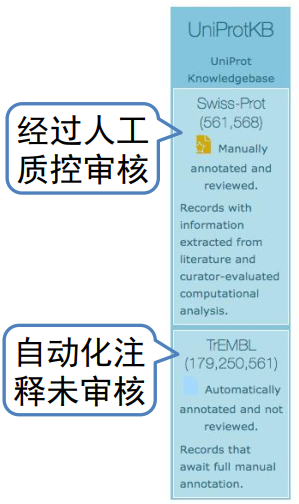 UniProtKB
UniProt
Knowledgebase
经过人工
质控审核
Swiss-Prot
(561,568)
Manually
annotated and
reviewed.
Records with
information
extracted from
literature and
curator-evaluated
computational
analysis.
自动化注
释未审核
TrEMBL
(179,250,561)
Automatically
annotated and not
reviewed.
Records that
await full manual
annotation.